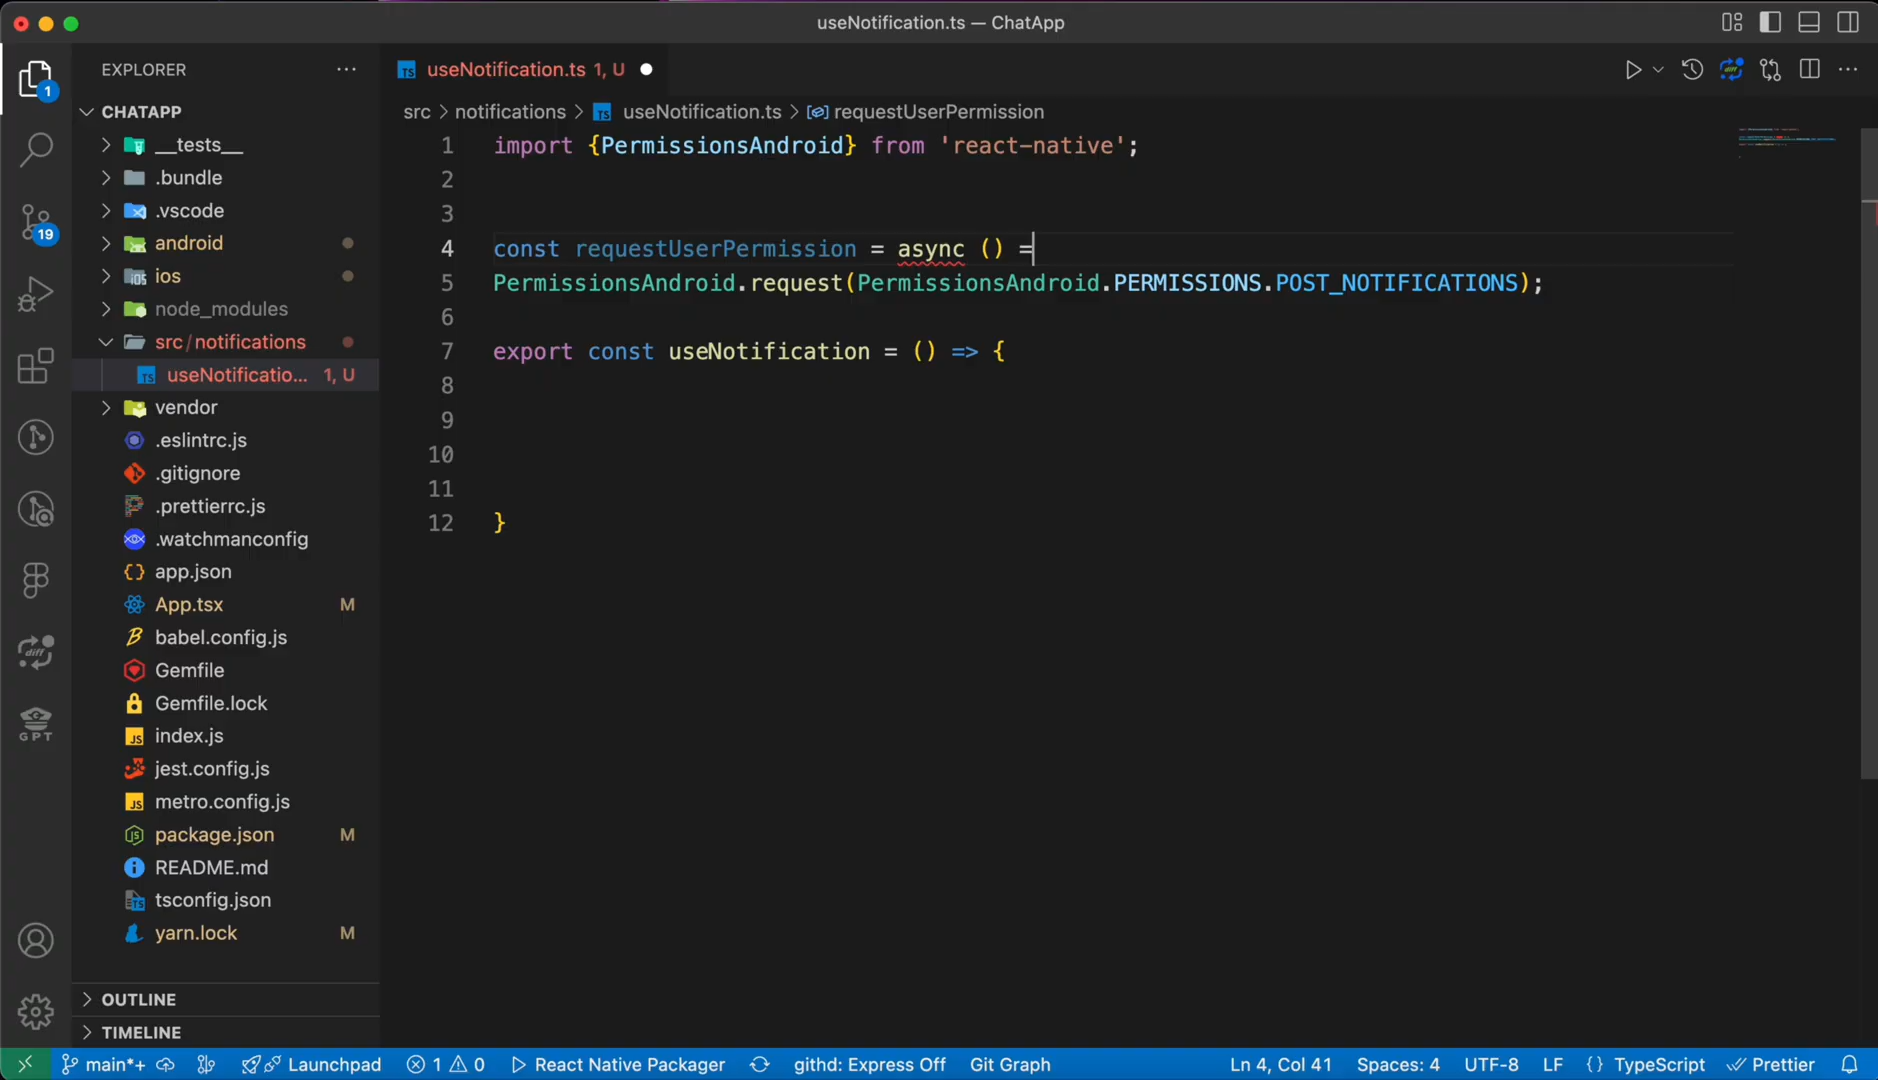 useNotification.ts — ChatApp
EXPLORER
useNotification.ts 1, U
src > notifications > useNotification.ts > requestUserPermission
CHATAPP
__tests__
.bundle
.vscode
android
ios
node_modules
src/notifications
useNotificatio... 1, U
vendor
.eslintrc.js
.gitignore
.prettierrc.js
.watchmanconfig
app.json
App.tsx M
babel.config.js
Gemfile
Gemfile.lock
index.js
jest.config.js
metro.config.js
package.json M
README.md
tsconfig.json
yarn.lock M
OUTLINE
TIMELINE
1
19
diff
GPT
1 import {PermissionsAndroid} from 'react-native';
2
3
4 const requestUserPermission = async () =
5 PermissionsAndroid.request(PermissionsAndroid.PERMISSIONS.POST_NOTIFICATIONS);
6
7 export const useNotification = () => {
8
9
10
11
12 }
main*+ Launchpad 1 0 React Native Packager githd: Express Off Git Graph Ln 4, Col 41 Spaces: 4 UTF-8 LF {} TypeScript Prettier